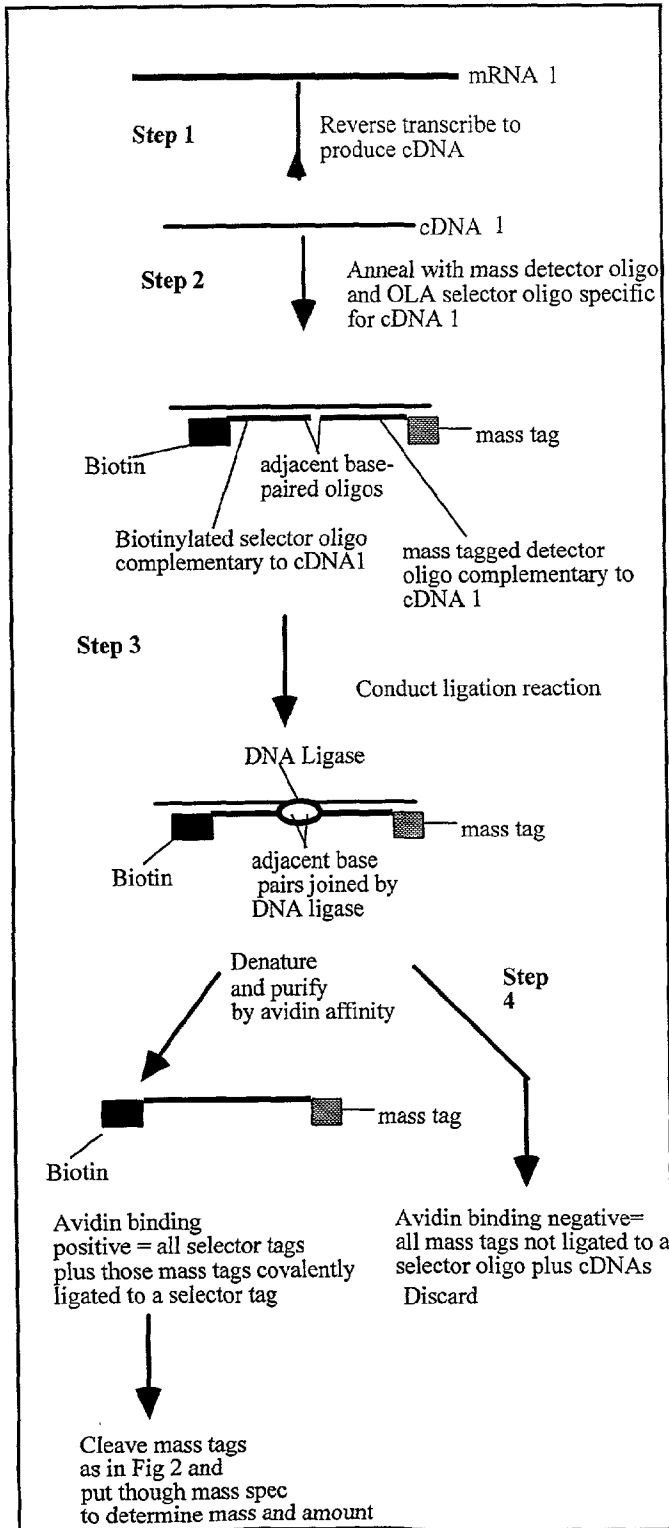 mRNA 1
Step 1
Reverse transcribe to
produce cDNA
cDNA 1
Step 2
Anneal with mass detector oligo
and OLA selector oligo specific
for cDNA 1
mass tag
Biotin
adjacent base-
paired oligos
Biotinylated selector oligo
complementary to cDNA1
mass tagged detector
oligo complementary to
cDNA 1
Step 3
Conduct ligation reaction
DNA Ligase
mass tag
Biotin
adjacent base
pairs joined by
DNA ligase
Denature
and purify
by avidin affinity
Step
4
mass tag
Biotin
Avidin binding
positive = all selector tags
plus those mass tags covalently
ligated to a selector tag
Avidin binding negative=
all mass tags not ligated to a
selector oligo plus cDNAs
Discard
Cleave mass tags
as in Fig 2 and
put though mass spec
to determine mass and amount